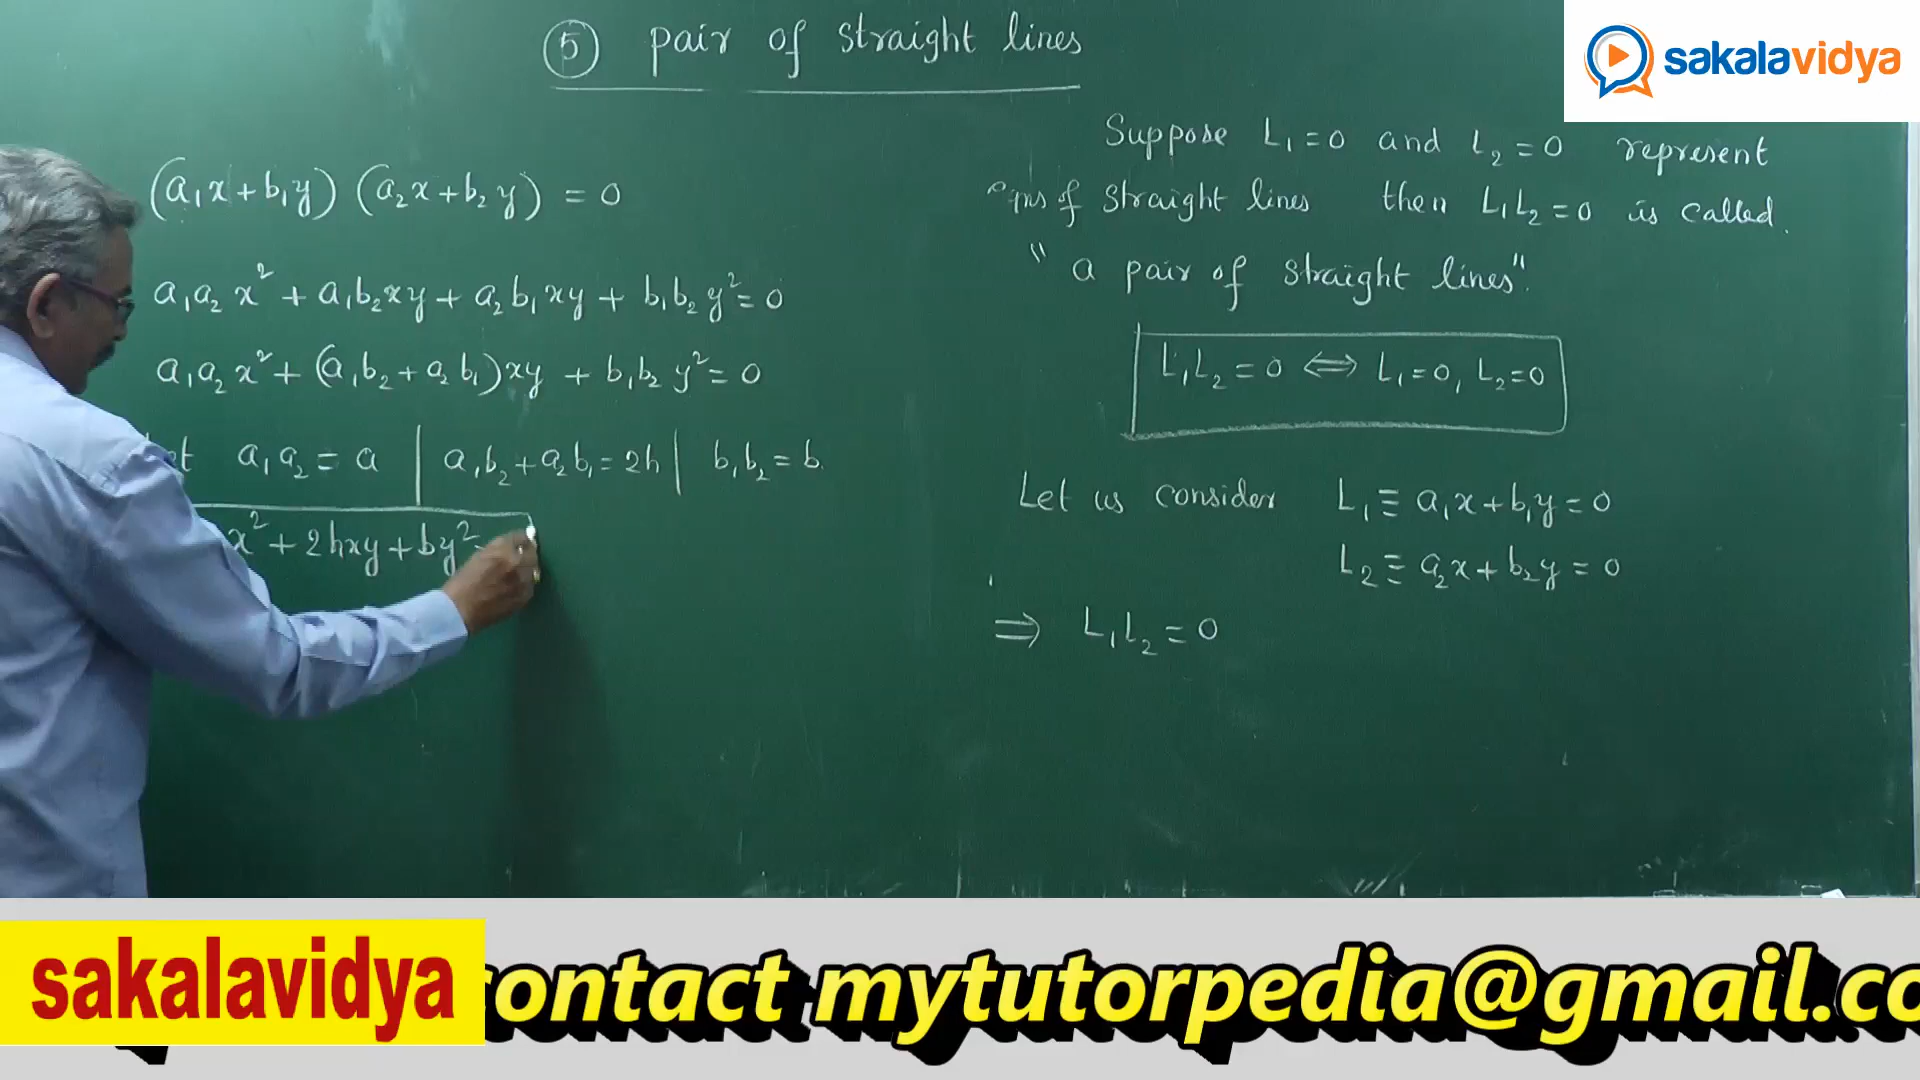 ⑤ pair of straight lines
(a₁x+b₁y) (a₂x+b₂y) = 0
a₁a₂x² + a₁b₂xy + a₂b₁xy + b₁b₂y² = 0
a₁a₂x² + (a₁b₂+a₂b₁)xy + b₁b₂y² = 0
a₁a₂ = a | a₁b₂+a₂b₁ = 2h | b₁b₂ = b.
x² + 2hxy + by²
Suppose L₁=0 and L₂=0 represent
of straight lines then L₁L₂=0 is called.
"a pair of straight lines".
L₁L₂=0 ⇔ L₁=0, L₂=0
Let us consider L₁ ≡ a₁x+b₁y=0
L₂ ≡ a₂x+b₂y=0
⇒ L₁L₂=0
sakalavidya
sakalavidya
contact mytutorpedia@gmail.co